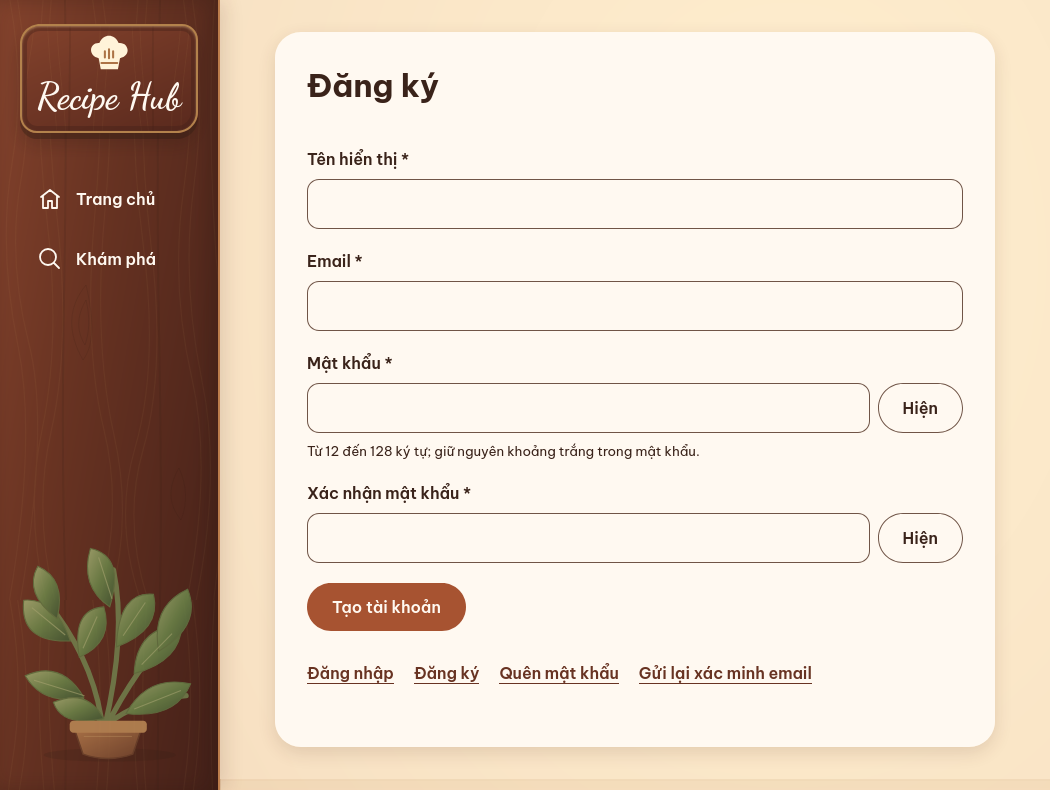 Recipe Hub
Trang chủ
Khám phá
Đăng ký
Tên hiển thị *
Email *
Mật khẩu *
Hiện
Từ 12 đến 128 ký tự; giữ nguyên khoảng trắng trong mật khẩu.
Xác nhận mật khẩu *
Hiện
Tạo tài khoản
Đăng nhập Đăng ký Quên mật khẩu Gửi lại xác minh email